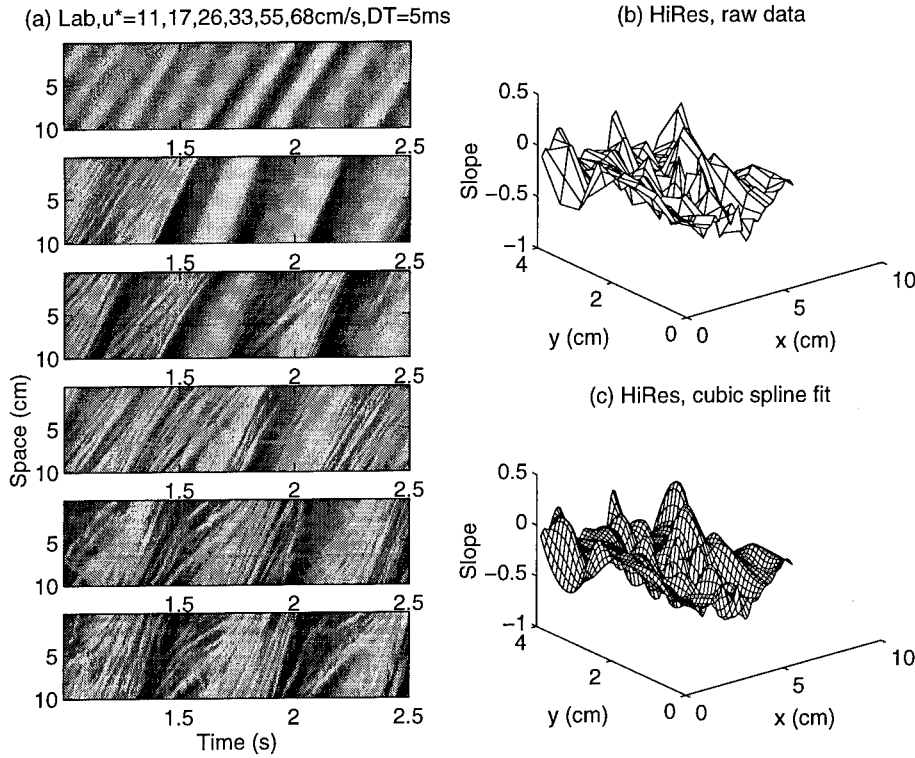 (a) Lab,u*=11,17,26,33,55,68cm/s,DT=5ms
5
10
1.5 2 2.5
5
10
1.5 2 2.5
5
10
1.5 2 2.5
5
10
1.5 2 2.5
5
10
1.5 2 2.5
5
10
1.5 2 2.5
Space (cm)
Time (s)
(b) HiRes, raw data
0.5
0
−0.5
−1
Slope
4
2
0
y (cm)
0
5
10
x (cm)
(c) HiRes, cubic spline fit
0.5
0
−0.5
−1
Slope
4
2
0
y (cm)
0
5
10
x (cm)